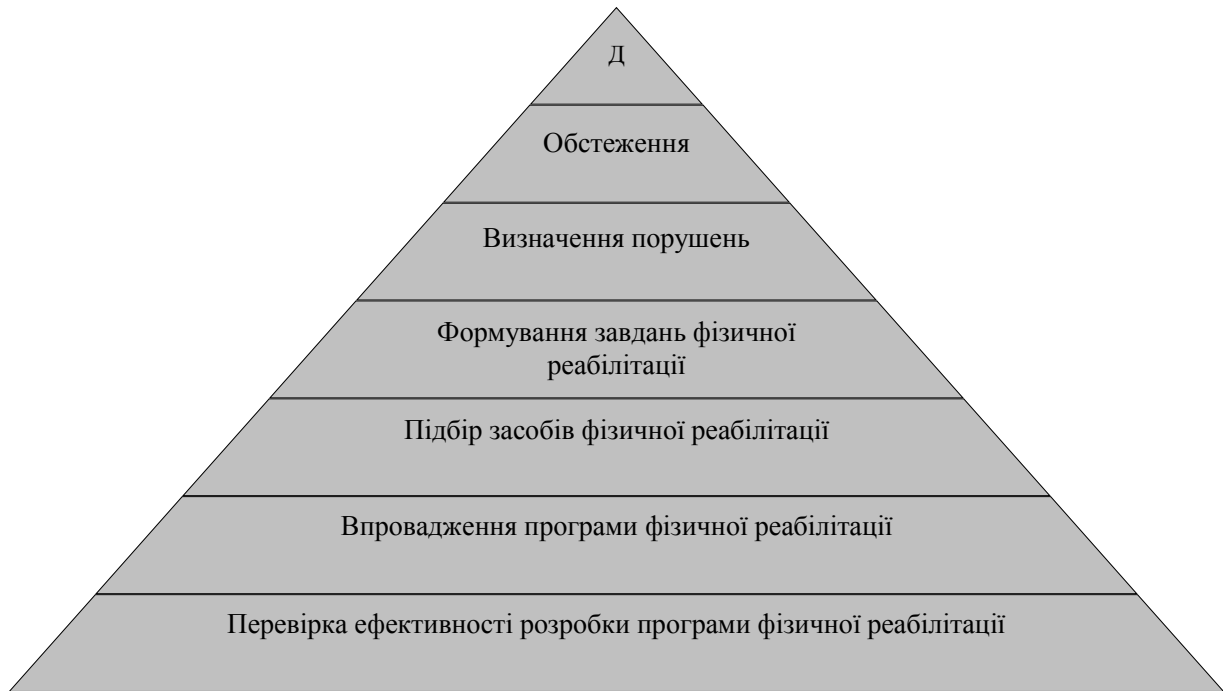 Д
Обстеження
Визначення порушень
Формування завдань фізичної
реабілітації
Підбір засобів фізичної реабілітації
Впровадження програми фізичної реабілітації
Перевірка ефективності розробки програми фізичної реабілітації